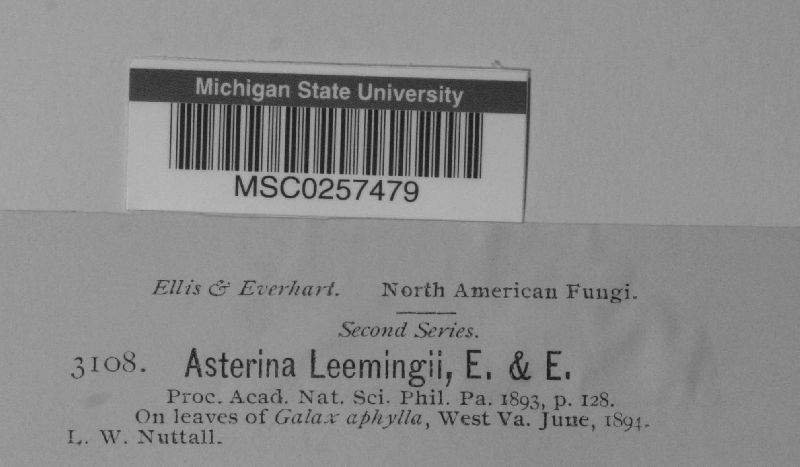 Michigan State University
MSC0257479
Ellis & Everhart. North American Fungi.
Second Series.
3108. Asterina Leemingii, E. & E.
Proc. Acad. Nat. Sci. Phil. Pa. 1893, p. 128.
On leaves of Galax aphylla, West Va. June, 1894.
L. W. Nuttall.